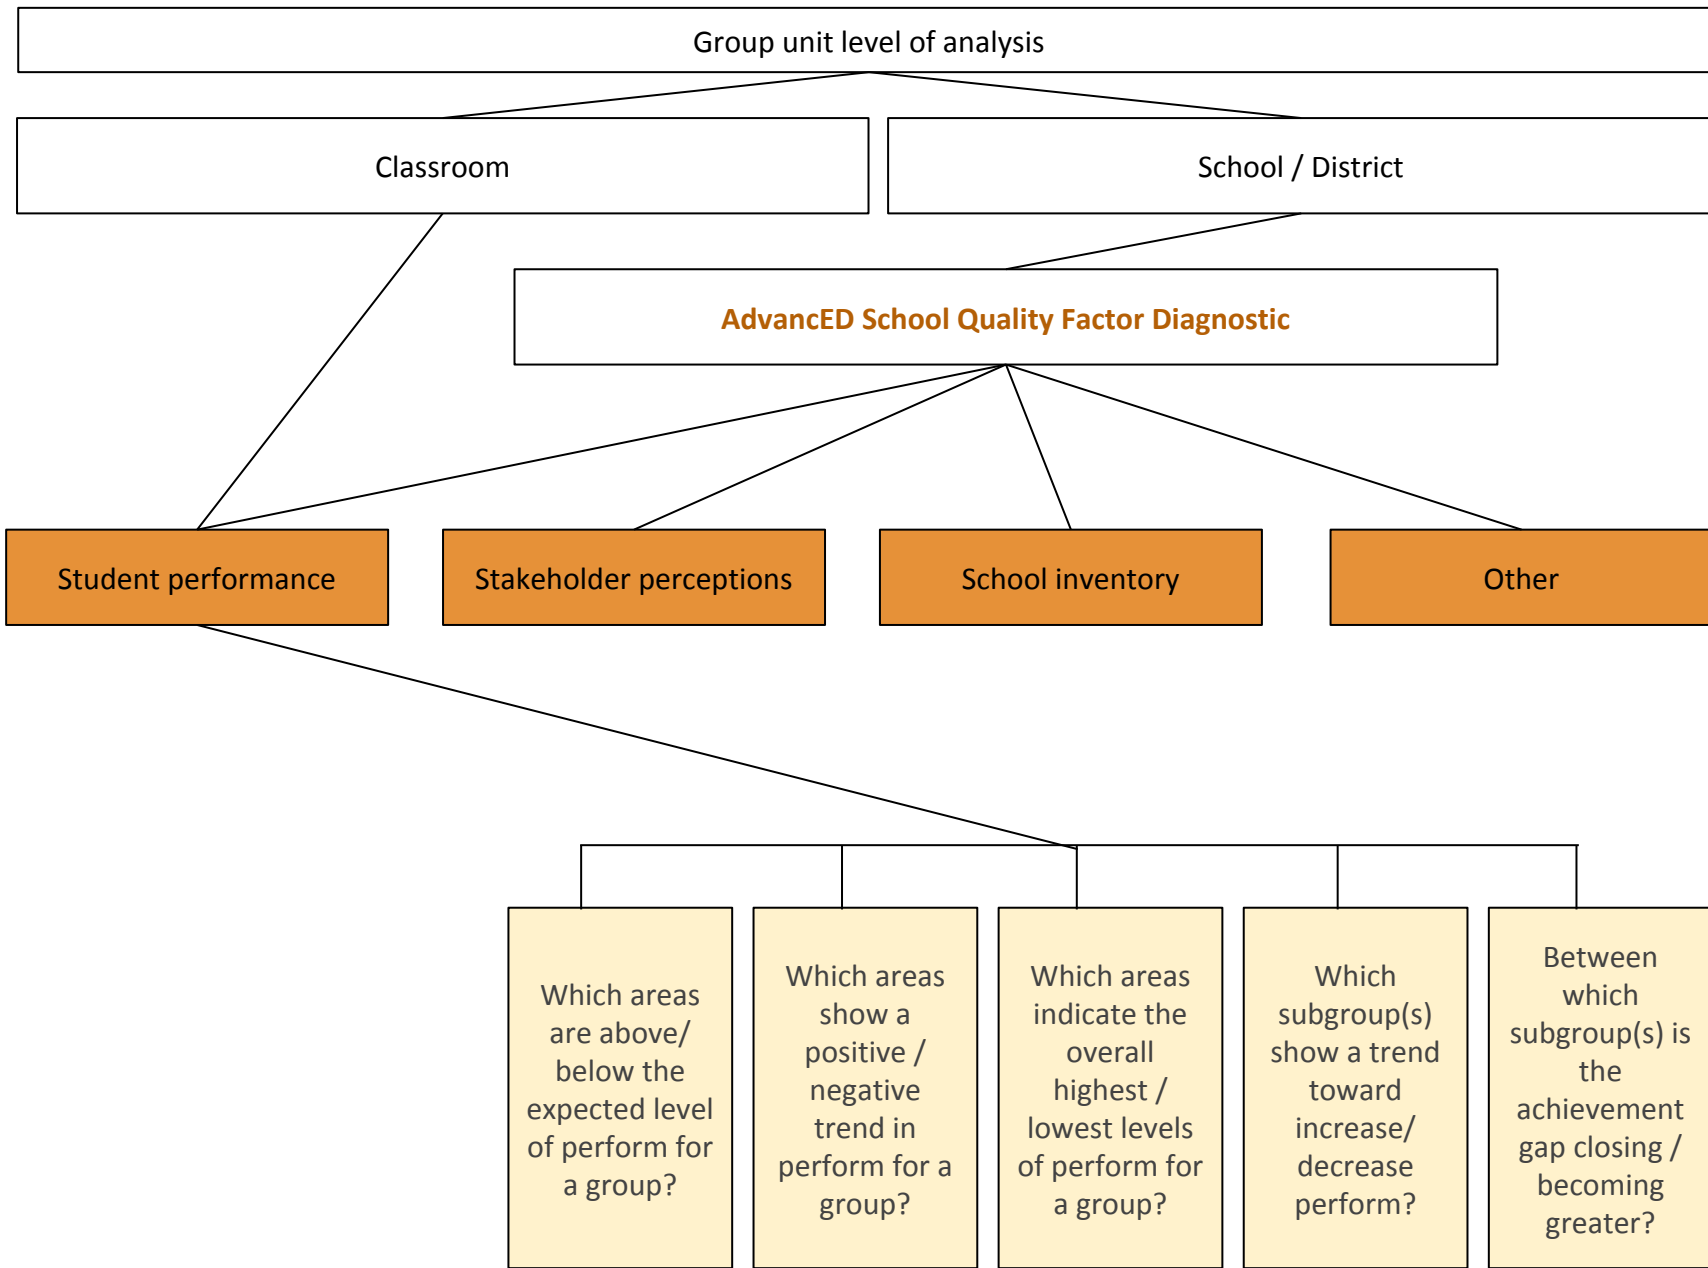 Group unit level of analysis
Classroom
School / District
AdvancED School Quality Factor Diagnostic
Student performance
Stakeholder perceptions
School inventory
Other
Which areas
are above/
below the
expected level
of perform for
a group?
Which areas
show a
positive /
negative
trend in
perform for a
group?
Which areas
indicate the
overall
highest /
lowest levels
of perform for
a group?
Which
subgroup(s)
show a trend
toward
increase/
decrease
perform?
Between
which
subgroup(s) is
the
achievement
gap closing /
becoming
greater?